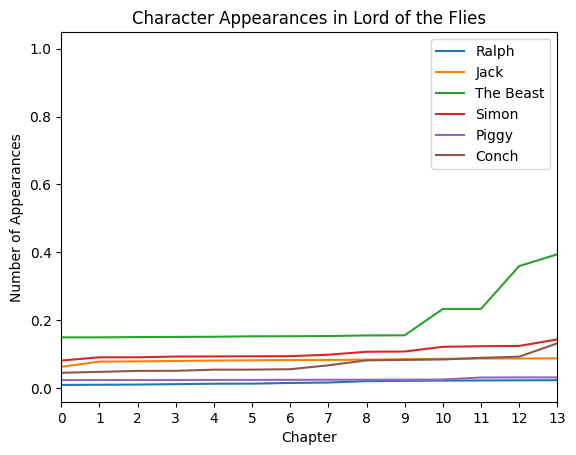 Character Appearances in Lord of the Flies
1.0
0.8
0.6
0.4
0.2
0.0
Number of Appearances
Ralph
Jack
The Beast
Simon
Piggy
Conch
0 1 2 3 4 5 6 7 8 9 10 11 12 13
Chapter